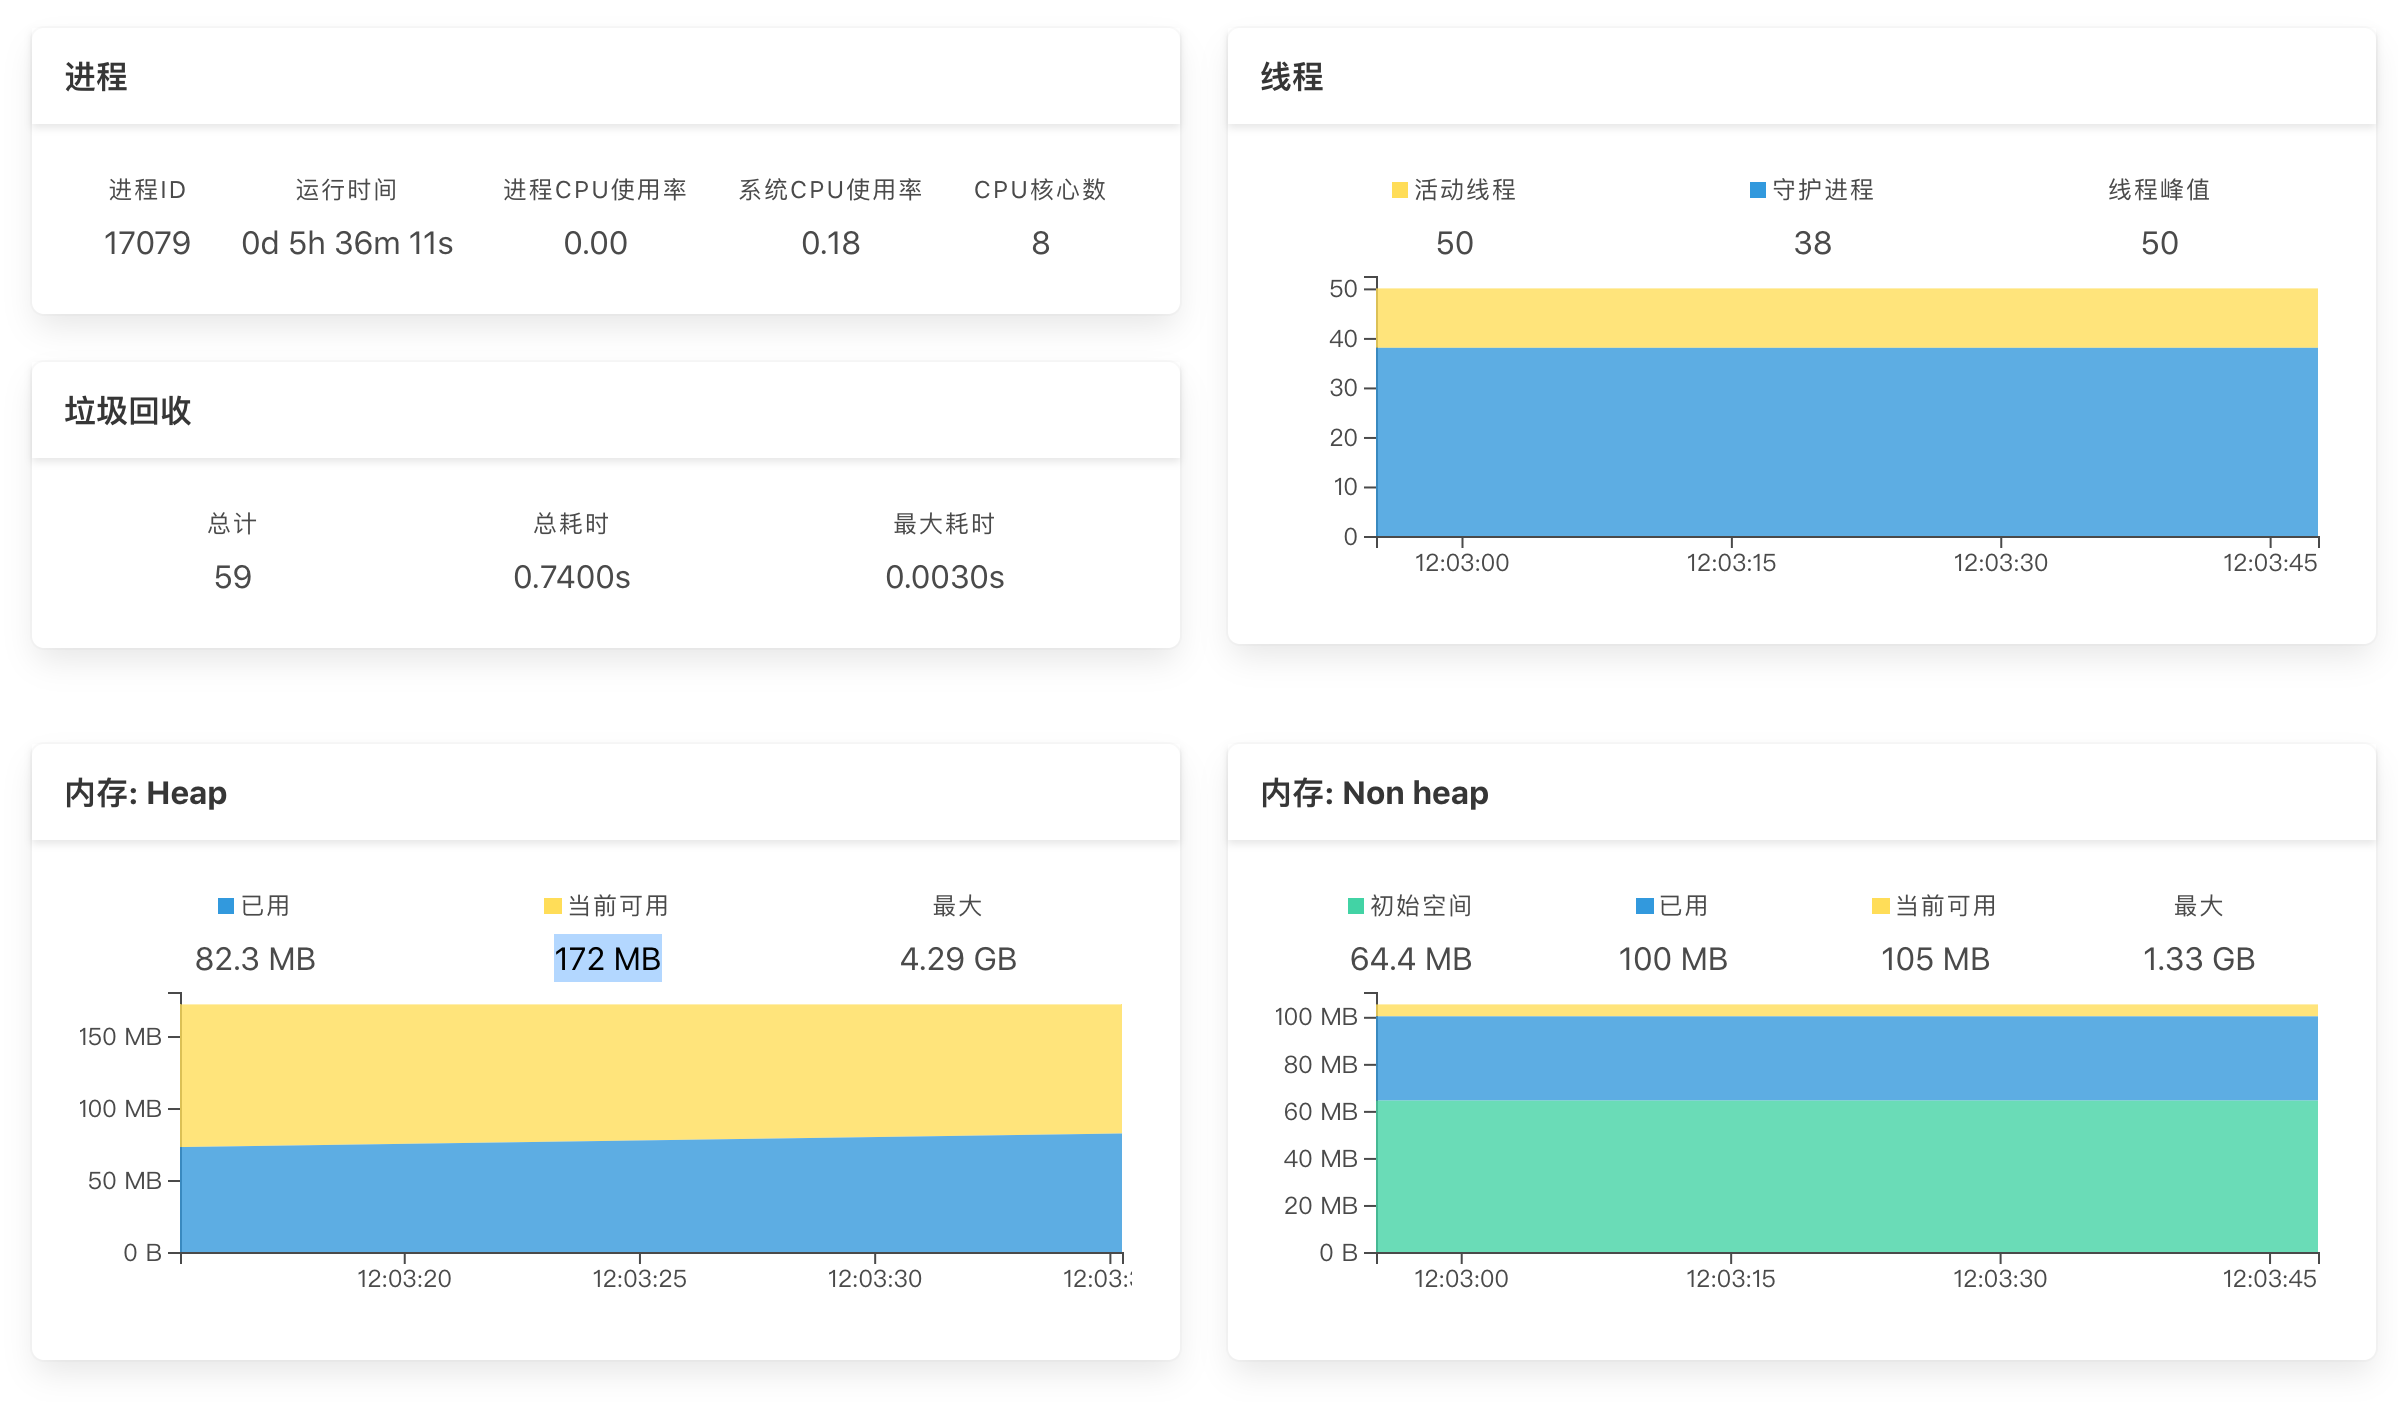 进程
进程ID 运行时间 进程CPU使用率 系统CPU使用率 CPU核心数
17079 0d 5h 36m 11s 0.00 0.18 8
垃圾回收
总计 总耗时 最大耗时
59 0.7400s 0.0030s
线程
活动线程 守护进程 线程峰值
50 38 50
50
40
30
20
10
0
12:03:00 12:03:15 12:03:30 12:03:45
内存: Heap
已用 当前可用 最大
82.3 MB 172 MB 4.29 GB
150 MB
100 MB
50 MB
0 B
12:03:20 12:03:25 12:03:30 12:03:
内存: Non heap
初始空间 已用 当前可用 最大
64.4 MB 100 MB 105 MB 1.33 GB
100 MB
80 MB
60 MB
40 MB
20 MB
0 B
12:03:00 12:03:15 12:03:30 12:03:45